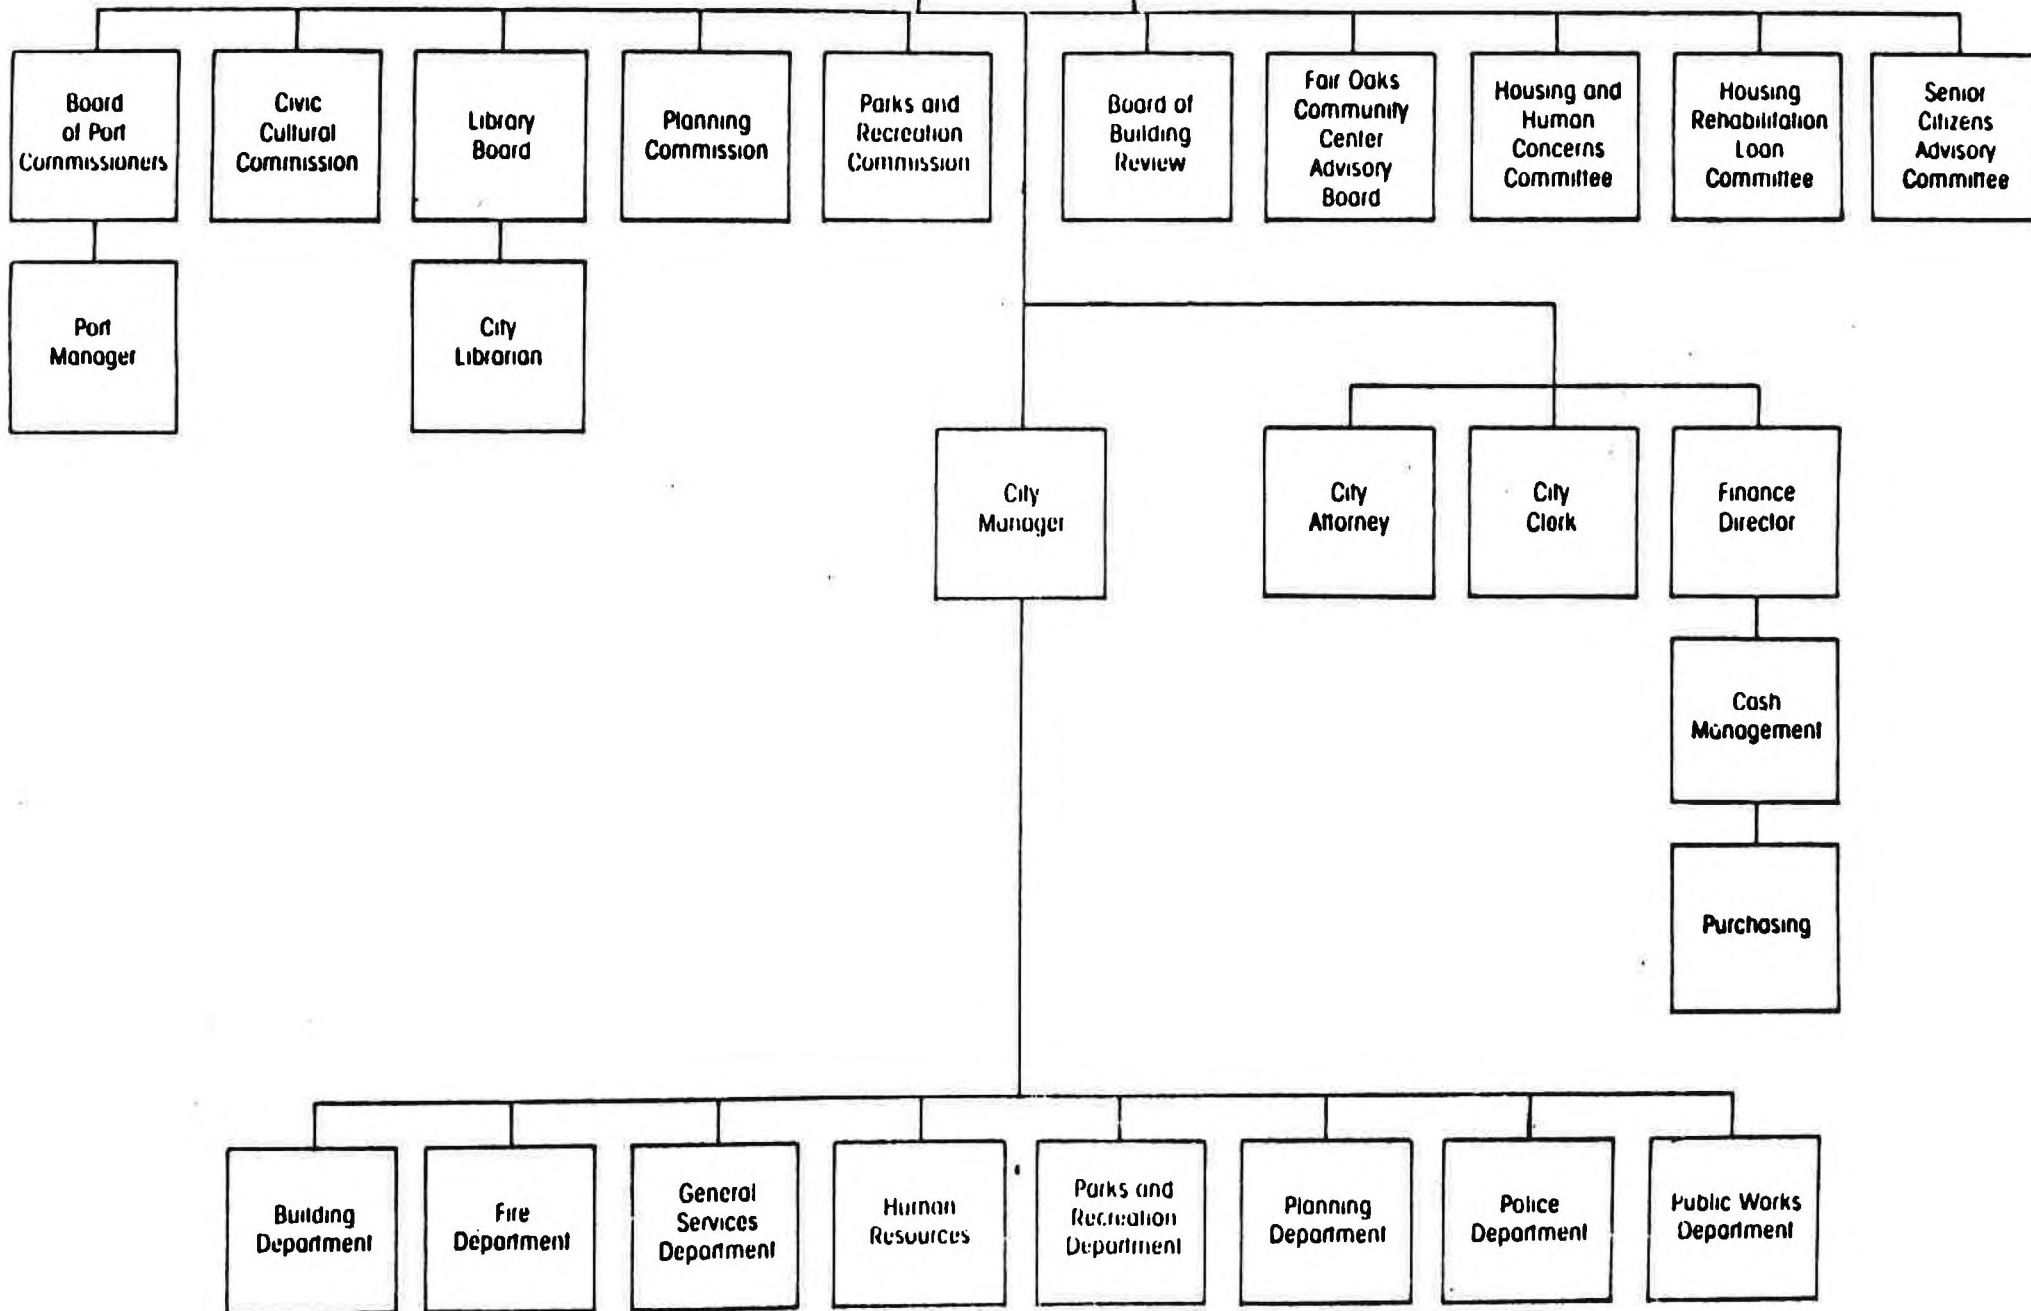 Board
of Port
Commissioners
Civic
Cultural
Commission
Library
Board
Planning
Commission
Parks and
Recreation
Commission
Board of
Building
Review
Fair Oaks
Community
Center
Advisory
Board
Housing and
Human
Concerns
Committee
Housing
Rehabilitation
Loan
Committee
Senior
Citizens
Advisory
Committee
Port
Manager
City
Librarian
City
Manager
City
Attorney
City
Clerk
Finance
Director
Cash
Management
Purchasing
Building
Department
Fire
Department
General
Services
Department
Human
Resources
Parks and
Recreation
Department
Planning
Department
Police
Department
Public Works
Department